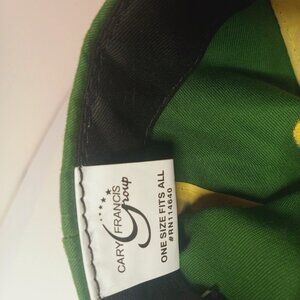 CARY FRANCIS
group
ONE SIZE FITS ALL
#RN114640